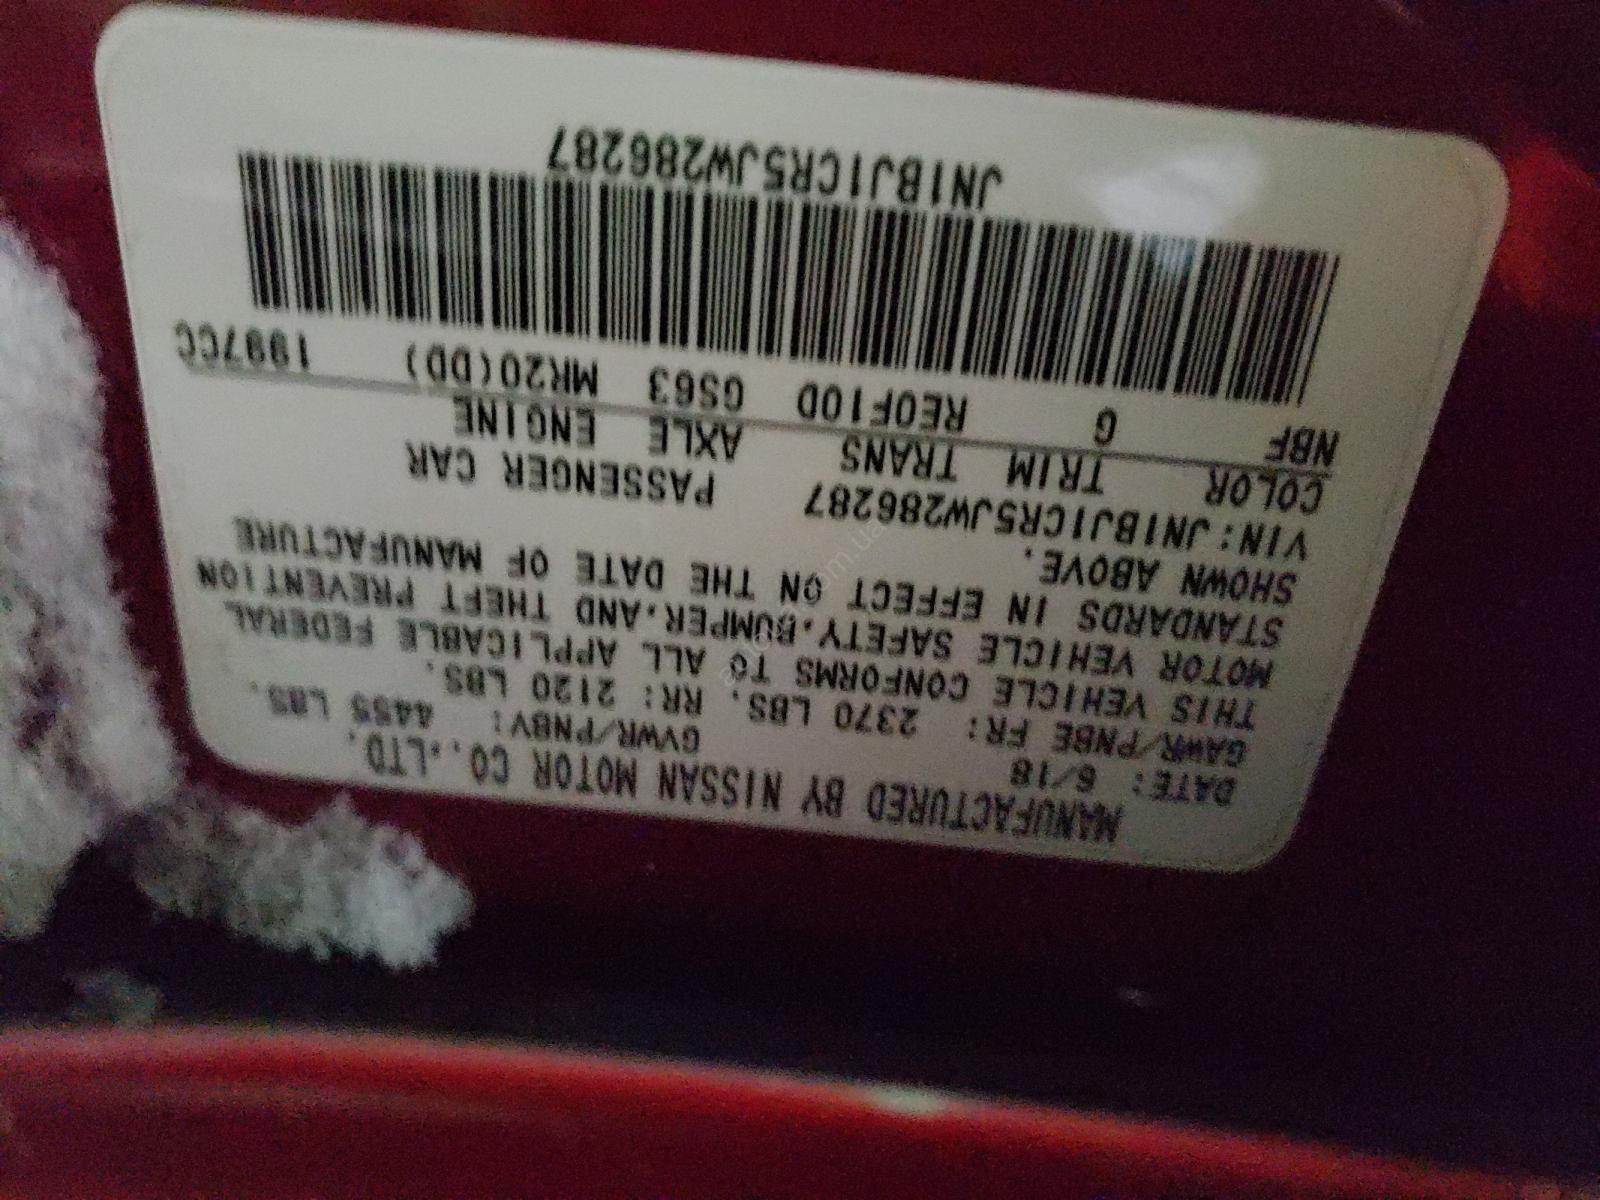 MANUFACTURED BY NISSAN MOTOR CO.,LTD.
DATE: 6/18 GVWR/PNBV: 4455 LBS.
GAWR/PNBE FR: 2370 LBS. RR: 2120 LBS.
THIS VEHICLE CONFORMS TO ALL APPLICABLE FEDERAL
MOTOR VEHICLE SAFETY,BUMPER,AND THEFT PREVENTION
STANDARDS IN EFFECT ON THE DATE OF MANUFACTURE
SHOWN ABOVE.
VIN:JN1BJ1CR5JW286287 PASSENGER CAR
COLOR TRIM TRANS AXLE ENGINE
NBF G RE0F10D GS63 MR20(DD) 1997CC
JN1BJ1CR5JW286287